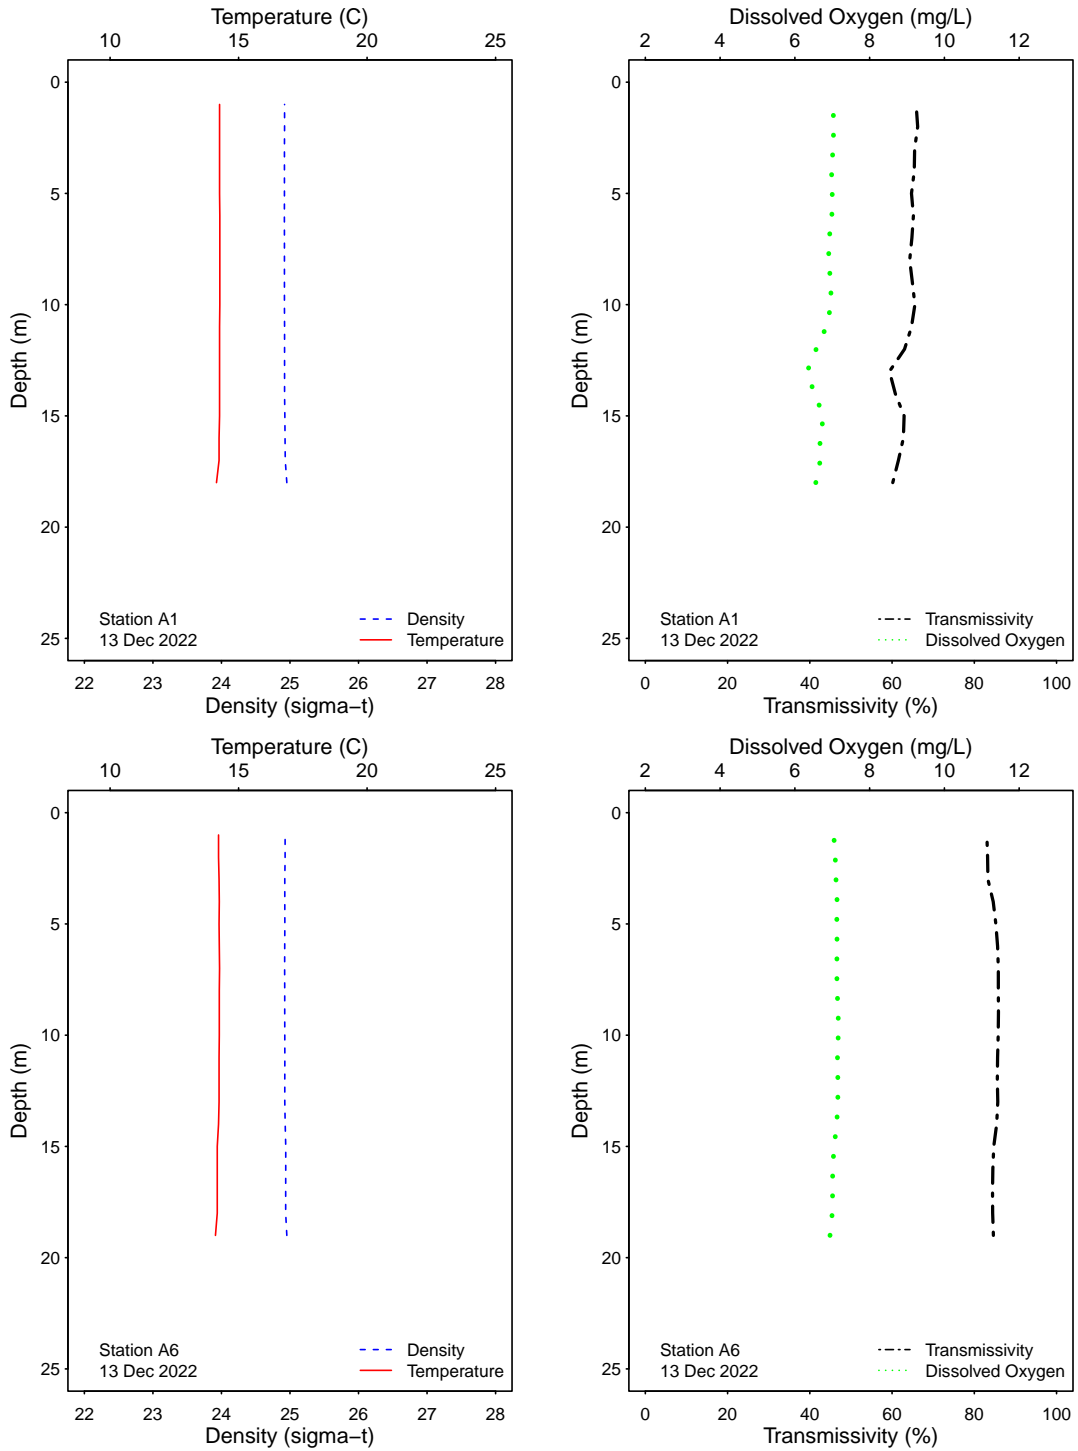 Temperature (C)
10 15 20 25
0
5
10
15
20
25
Depth (m)
Station A1
13 Dec 2022
Density
Temperature
22 23 24 25 26 27 28
Density (sigma−t)
Dissolved Oxygen (mg/L)
2 4 6 8 10 12
0
5
10
15
20
25
Depth (m)
Station A1
13 Dec 2022
Transmissivity
Dissolved Oxygen
0 20 40 60 80 100
Transmissivity (%)
Temperature (C)
10 15 20 25
0
5
10
15
20
25
Depth (m)
Station A6
13 Dec 2022
Density
Temperature
22 23 24 25 26 27 28
Density (sigma−t)
Dissolved Oxygen (mg/L)
2 4 6 8 10 12
0
5
10
15
20
25
Depth (m)
Station A6
13 Dec 2022
Transmissivity
Dissolved Oxygen
0 20 40 60 80 100
Transmissivity (%)